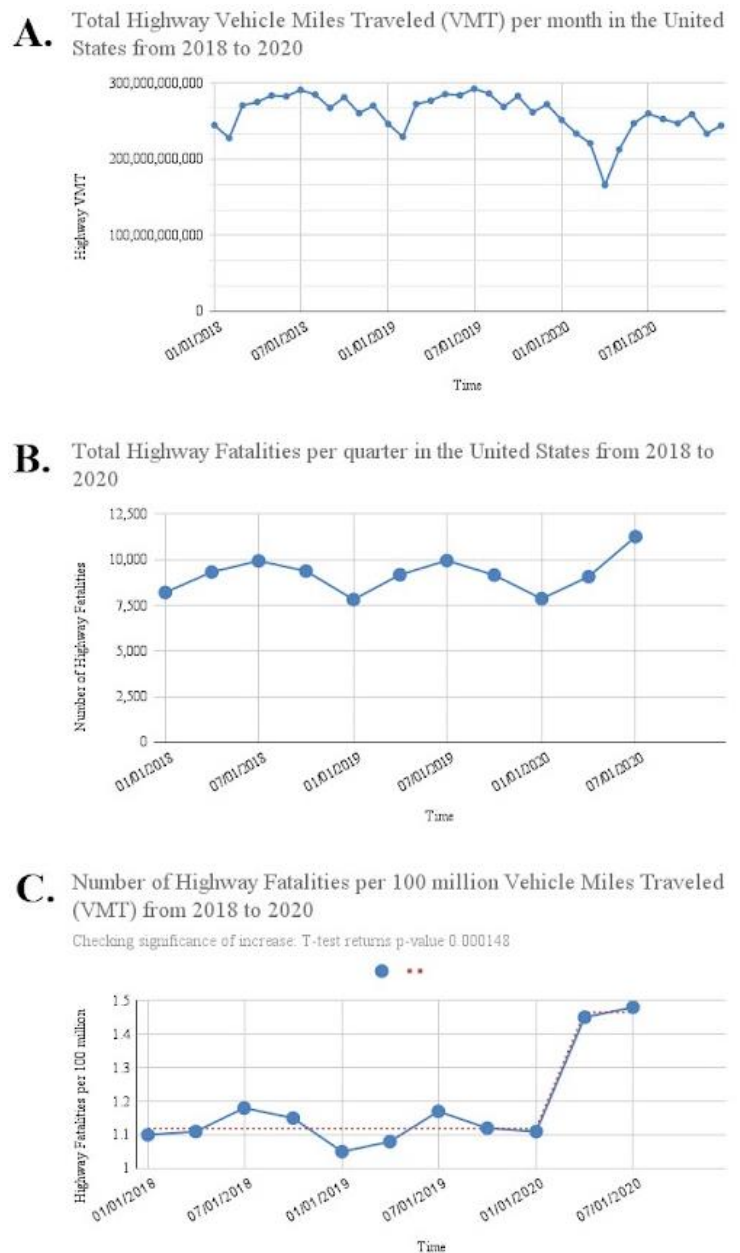 A.
Total Highway Vehicle Miles Traveled (VMT) per month in the United
States from 2018 to 2020
300,000,000,000
200,000,000,000
100,000,000,000
0
Highway VMT
01/01/2018
07/01/2018
01/01/2019
07/01/2019
01/01/2020
07/01/2020
Time
B.
Total Highway Fatalities per quarter in the United States from 2018 to
2020
12,500
10,000
7,500
5,000
2,500
0
Number of Highway Fatalities
01/01/2018
07/01/2018
01/01/2019
07/01/2019
01/01/2020
07/01/2020
Time
C.
Number of Highway Fatalities per 100 million Vehicle Miles Traveled
(VMT) from 2018 to 2020
Checking significance of increase: T-test returns p-value 0.000148
1.5
1.4
1.3
1.2
1.1
1
Highway Fatalities per 100 million
01/01/2018
07/01/2018
01/01/2019
07/01/2019
01/01/2020
07/01/2020
Time